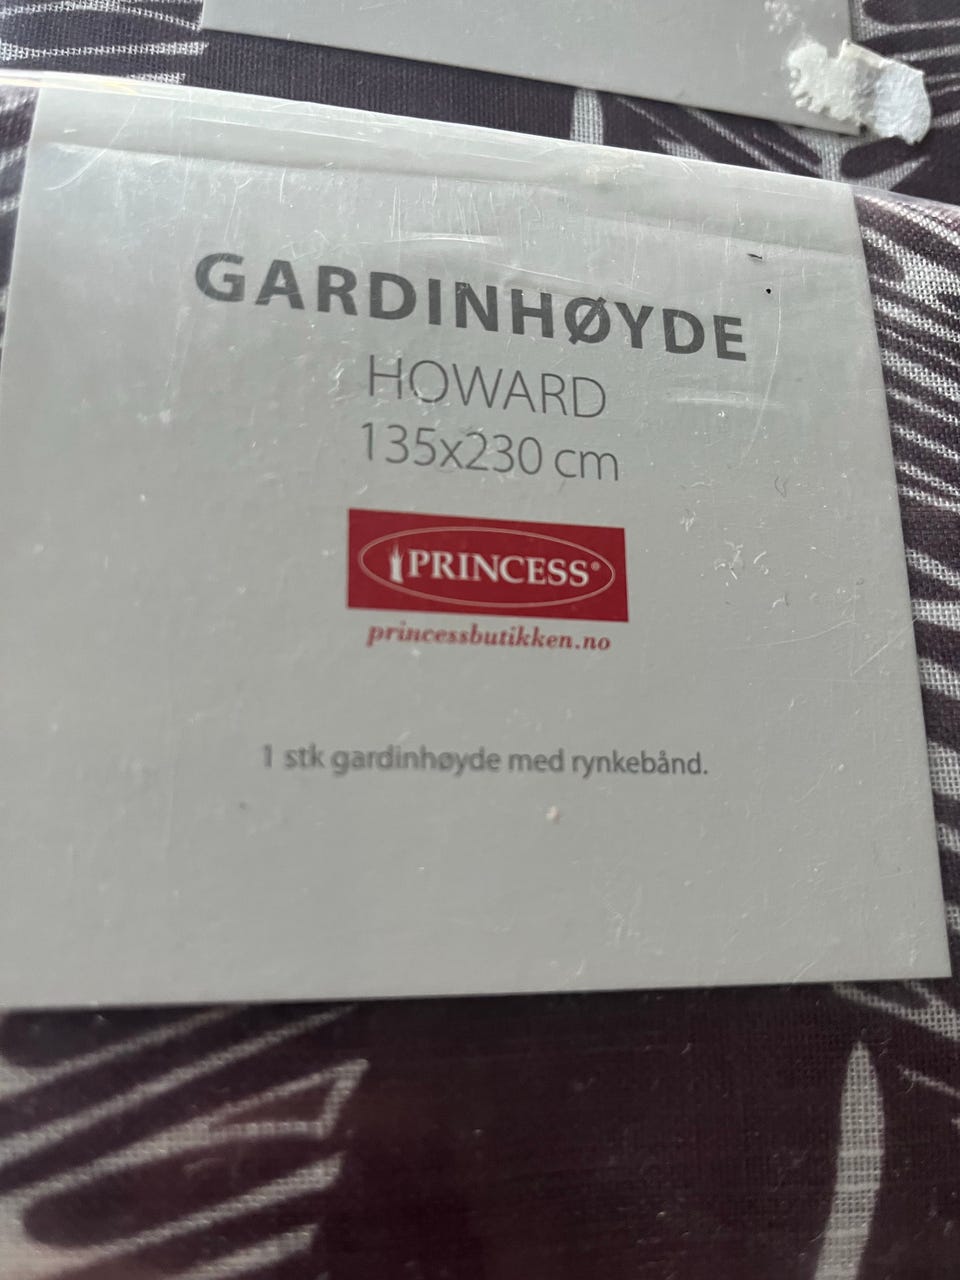 GARDINHØYDE
HOWARD
135x230 cm
PRINCESS®
princessbutikken.no
1 stk gardinhøyde med rynkebånd.